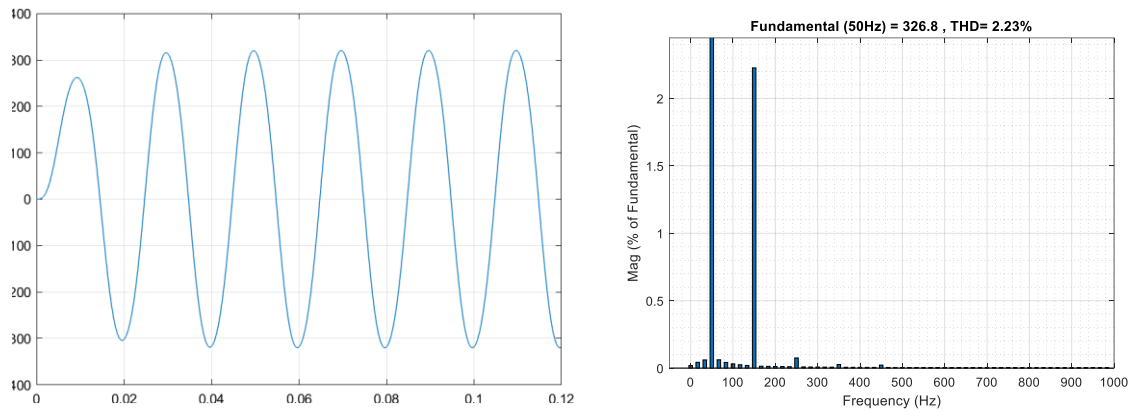 400
300
200
100
0
100
200
300
400
0 0.02 0.04 0.06 0.08 0.1 0.12
Fundamental (50Hz) = 326.8 , THD= 2.23%
Mag (% of Fundamental)
2
1.5
1
0.5
0
0 100 200 300 400 500 600 700 800 900 1000
Frequency (Hz)